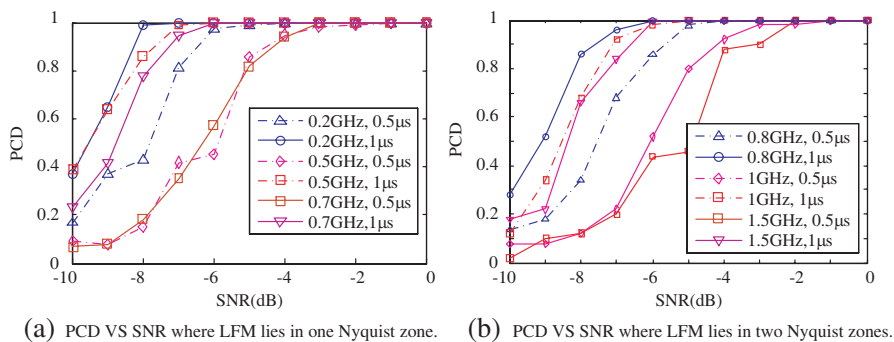 1
0.8
0.6
0.4
0.2
0
PCD
-10 -8 -6 -4 -2 0
SNR(dB)
0.2GHz, 0.5μs
0.2GHz,1μs
0.5GHz, 0.5μs
0.5GHz, 1μs
0.7GHz, 0.5μs
0.7GHz,1μs
(a) PCD VS SNR where LFM lies in one Nyquist zone.
1
0.8
0.6
0.4
0.2
0
PCD
-10 -8 -6 -4 -2 0
SNR(dB)
0.8GHz, 0.5μs
0.8GHz,1μs
1GHz, 0.5μs
1GHz, 1μs
1.5GHz, 0.5μs
1.5GHz,1μs
(b) PCD VS SNR where LFM lies in two Nyquist zones.